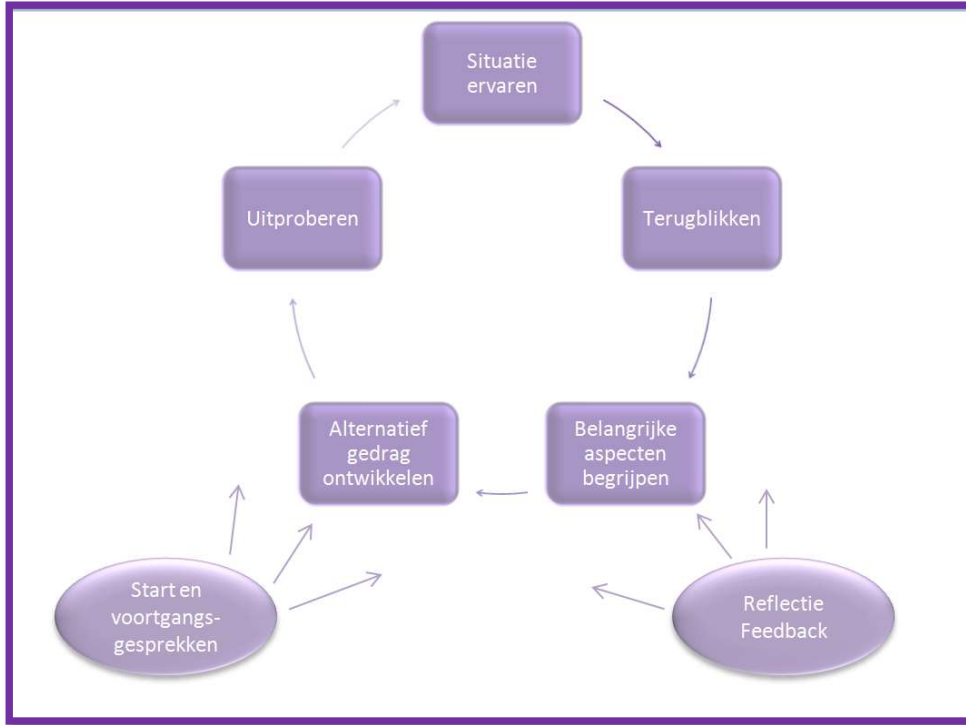 Situatie
ervaren
Uitproberen
Terugblikken
Alternatief
gedrag
ontwikkelen
Belangrijke
aspecten
begrijpen
Start en
voortgangs-
gesprekken
Reflectie
Feedback